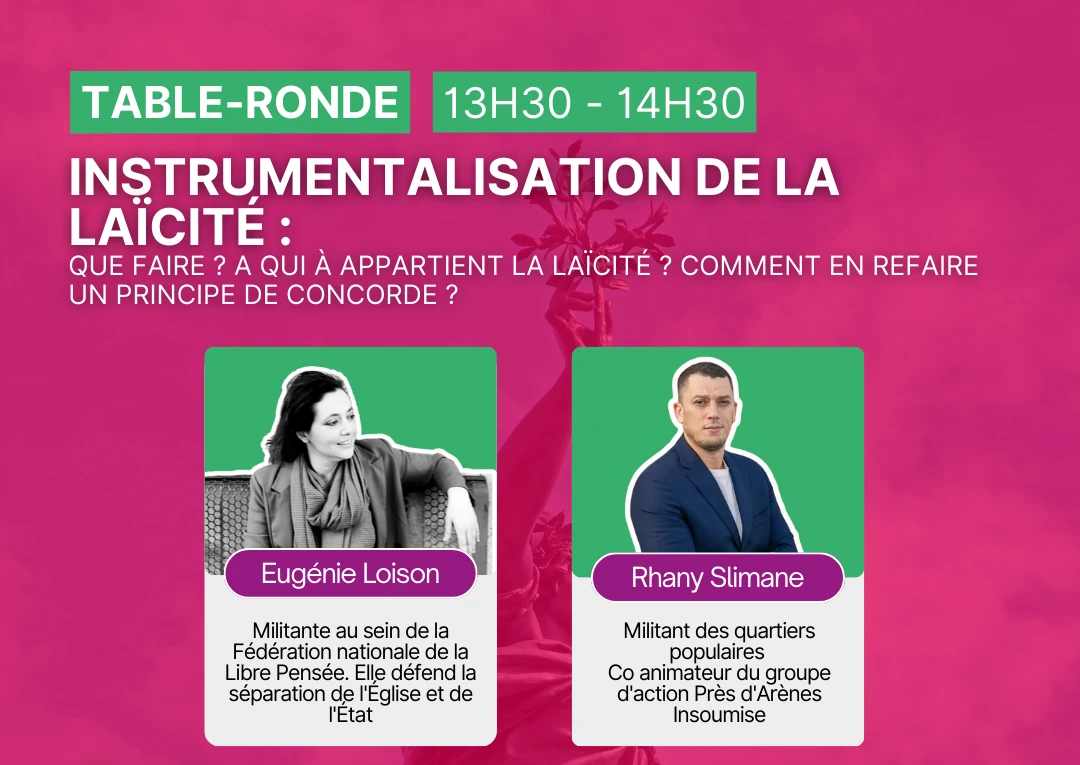 TABLE-RONDE 13H30 - 14H30
INSTRUMENTALISATION DE LA
LAÏCITÉ :
QUE FAIRE ? A QUI À APPARTIENT LA LAÏCITÉ ? COMMENT EN REFAIRE
UN PRINCIPE DE CONCORDE ?
Eugénie Loison
Militante au sein de la
Fédération nationale de la
Libre Pensée. Elle défend la
séparation de l'Église et de
l'État
Rhany Slimane
Militant des quartiers
populaires
Co animateur du groupe
d'action Près d'Arènes
Insoumise